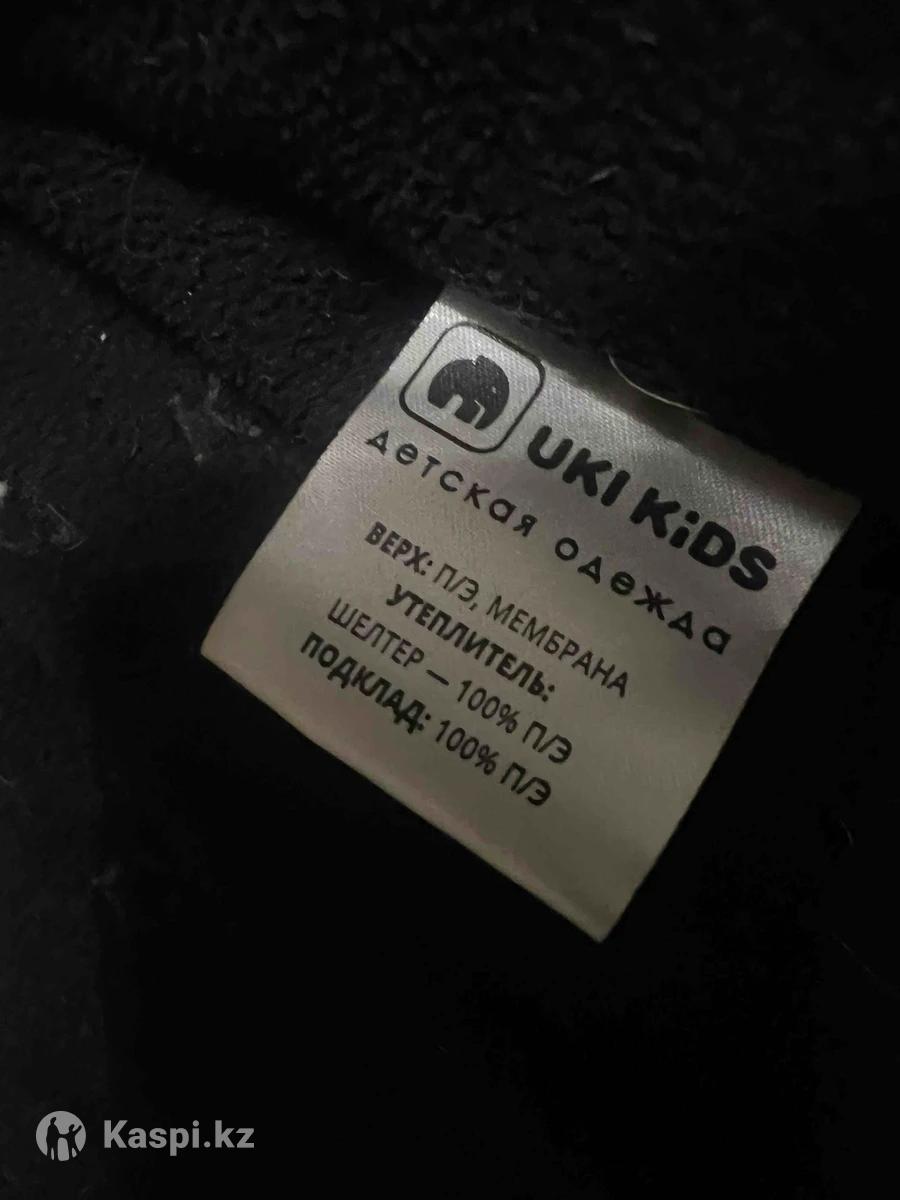 UKI KiDS
детская одежда
ВЕРХ: П/Э, МЕМБРАНА
УТЕПЛИТЕЛЬ:
ШЕЛТЕР — 100% П/Э
ПОДКЛАД: 100% П/Э
Kaspi.kz